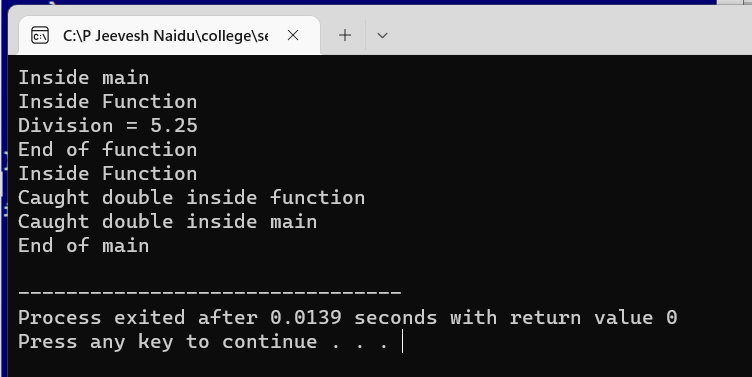 C:\P Jeevesh Naidu\college\se
Inside main
Inside Function
Division = 5.25
End of function
Inside Function
Caught double inside function
Caught double inside main
End of main
--------------------------------
Process exited after 0.0139 seconds with return value 0
Press any key to continue . . .